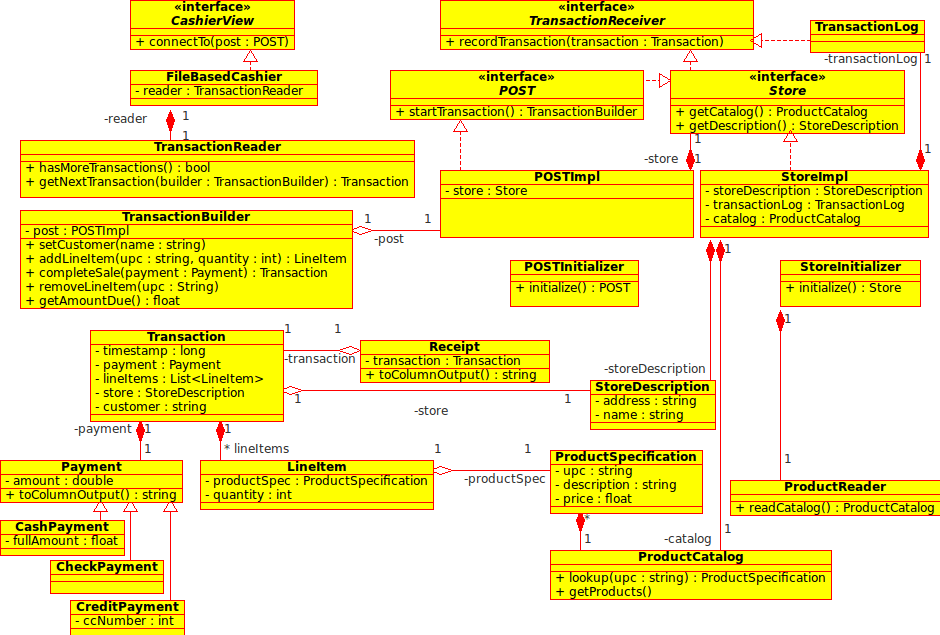 «interface»
CashierView
+ connectTo(post : POST)
«interface»
TransactionReceiver
+ recordTransaction(transaction : Transaction)
TransactionLog
-transactionLog
1
FileBasedCashier
- reader : TransactionReader
«interface»
POST
+ startTransaction() : TransactionBuilder
«interface»
Store
+ getCatalog() : ProductCatalog
+ getDescription() : StoreDescription
-reader
1
1
TransactionReader
+ hasMoreTransactions() : bool
+ getNextTransaction(builder : TransactionBuilder) : Transaction
1
-store
1
1
POSTImpl
- store : Store
StoreImpl
- storeDescription : StoreDescription
- transactionLog : TransactionLog
- catalog : ProductCatalog
TransactionBuilder
- post : POSTImpl
+ setCustomer(name : string)
+ addLineItem(upc : string, quantity : int) : LineItem
+ completeSale(payment : Payment) : Transaction
+ removeLineItem(upc : String)
+ getAmountDue() : float
1
1
-post
1
POSTInitializer
+ initialize() : POST
StoreInitializer
+ initialize() : Store
1
Transaction
- timestamp : long
- payment : Payment
- lineItems : List<LineItem>
- store : StoreDescription
- customer : string
1
1
-transaction
Receipt
- transaction : Transaction
+ toColumnOutput() : string
-storeDescription
1
1
-store
StoreDescription
- address : string
- name : string
-payment
1
1
1
* lineItems
Payment
- amount : double
+ toColumnOutput() : string
LineItem
- productSpec : ProductSpecification
- quantity : int
1
1
-productSpec
ProductSpecification
- upc : string
- description : string
- price : float
1
ProductReader
+ readCatalog() : ProductCatalog
CashPayment
- fullAmount : float
*
1
-catalog
1
CheckPayment
ProductCatalog
+ lookup(upc : string) : ProductSpecification
+ getProducts()
CreditPayment
- ccNumber : int